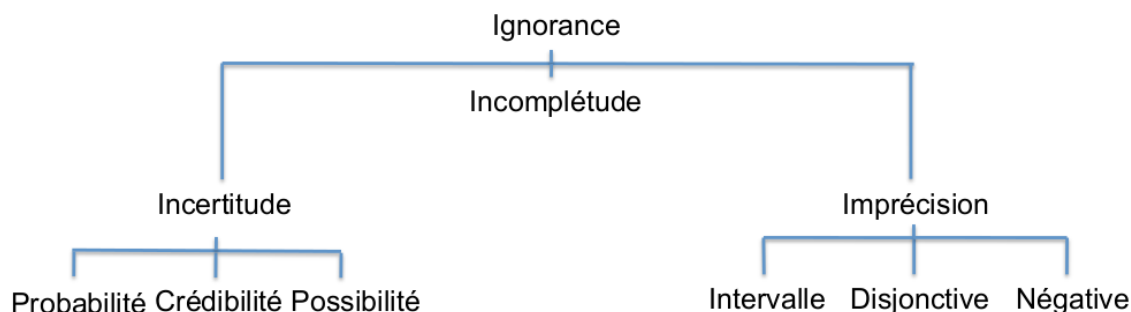 Ignorance
Incomplétude
Incertitude Imprécision
Probabilité Crédibilité Possibilité Intervalle Disjonctive Négative